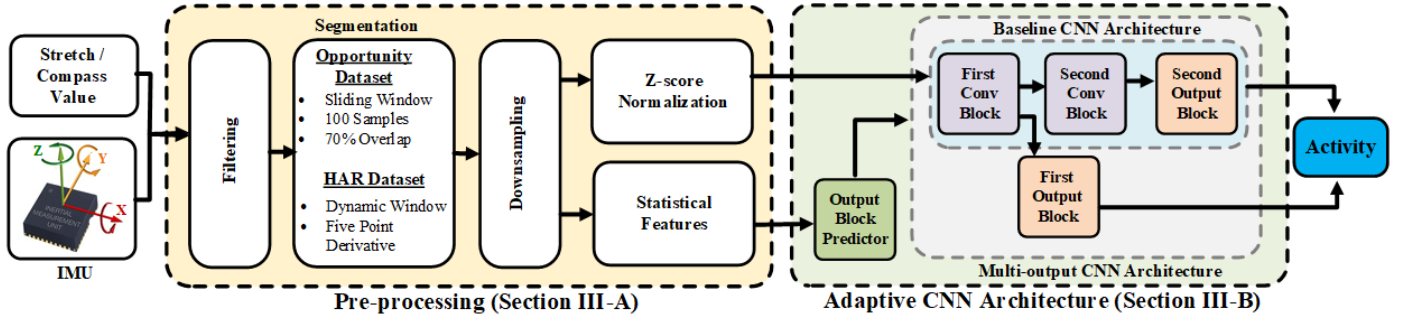 Stretch /
Compass
Value
Z
Y
X
INERTIAL
MEASUREMENT
UNIT
IMU
Filtering
Segmentation
Opportunity
Dataset
• Sliding Window
• 100 Samples
• 70% Overlap
HAR Dataset
• Dynamic Window
• Five Point
Derivative
Downsampling
Z-score
Normalization
Statistical
Features
Pre-processing (Section III-A)
Output
Block
Predictor
Baseline CNN Architecture
First
Conv
Block
Second
Conv
Block
Second
Output
Block
First
Output
Block
Multi-output CNN Architecture
Adaptive CNN Architecture (Section III-B)
Activity